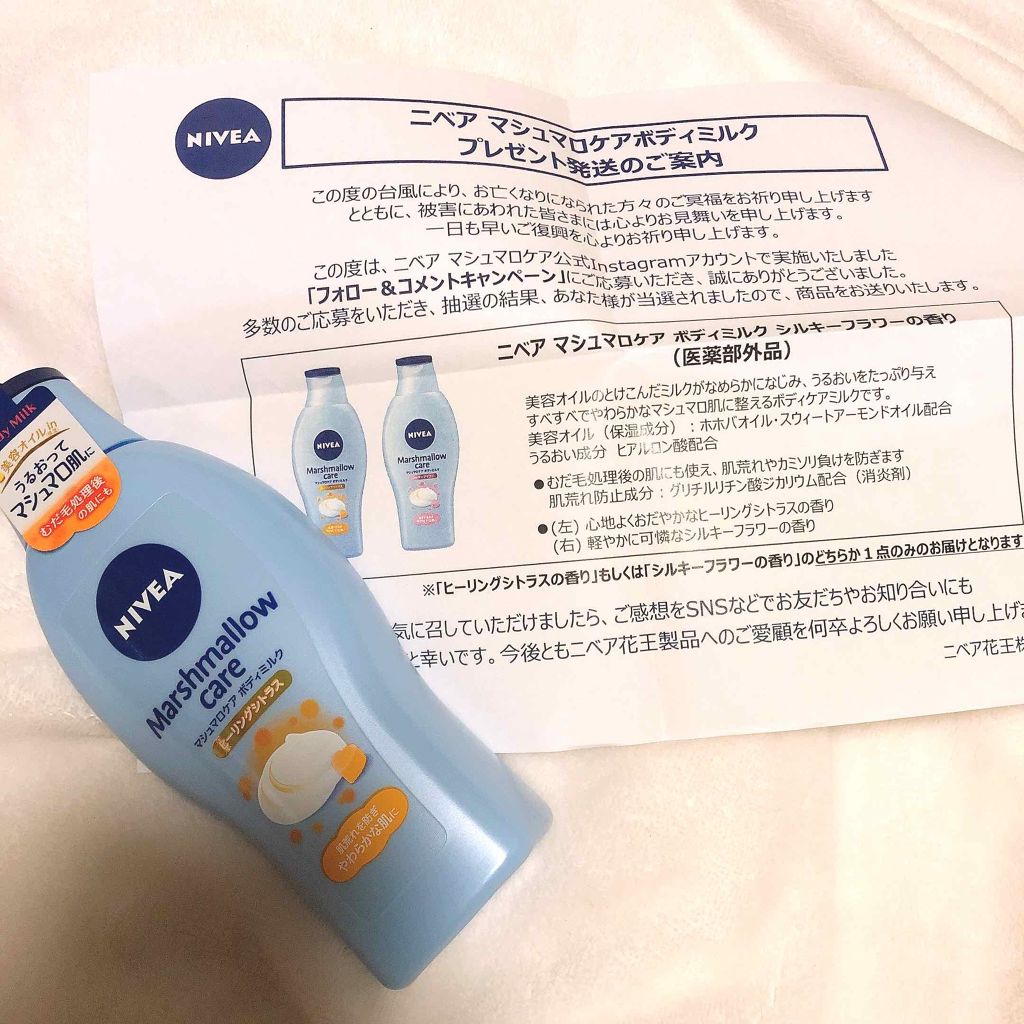 NIVEA
ニベア マシュマロケアボディミルク
プレゼント発送のご案内
この度の台風により、お亡くなりになられた方々のご冥福をお祈り申し上げます
とともに、被害にあわれた皆さまには心よりお見舞いを申し上げます。
一日も早いご復興を心よりお祈り申し上げます。
この度は、ニベア マシュマロケア公式Instagramアカウントで実施いたしました
「フォロー＆コメントキャンペーン」にご応募いただき、誠にありがとうございました。
多数のご応募をいただき、抽選の結果、あなた様が当選されましたので、商品をお送りいたします。
ニベア マシュマロケア ボディミルク シルキーフラワーの香り
（医薬部外品）
美容オイルのとけこんだミルクがなめらかになじみ、うるおいをたっぷり与え
すべすべでやわらかなマシュマロ肌に整えるボディケアミルクです。
美容オイル（保湿成分）：ホホバオイル・スウィートアーモンドオイル配合
うるおい成分 ヒアルロン酸配合
●むだ毛処理後の肌にも使え、肌荒れやカミソリ負けを防ぎます
肌荒れ防止成分：グリチルリチン酸ジカリウム配合（消炎剤）
●(左) 心地よくおだやかなヒーリングシトラスの香り
(右) 軽やかに可憐なシルキーフラワーの香り
NIVEA
Marshmallow
care
NIVEA
Marshmallow
care
※「ヒーリングシトラスの香り」もしくは「シルキーフラワーの香り」のどちらか１点のみのお届けとなります
気に召していただけましたら、ご感想をSNSなどでお友だちやお知り合いにも
と幸いです。今後ともニベア花王製品へのご愛顧を何卒よろしくお願い申し上げ
ニベア花王株
dy Milk
美容オイルin
うるおって
マシュマロ肌に
むだ毛処理後
の肌にも
NIVEA
Marshmallow
care
マシュマロケア ボディミルク
ヒーリングシトラス
肌荒れを防ぎ
やわらかな肌に